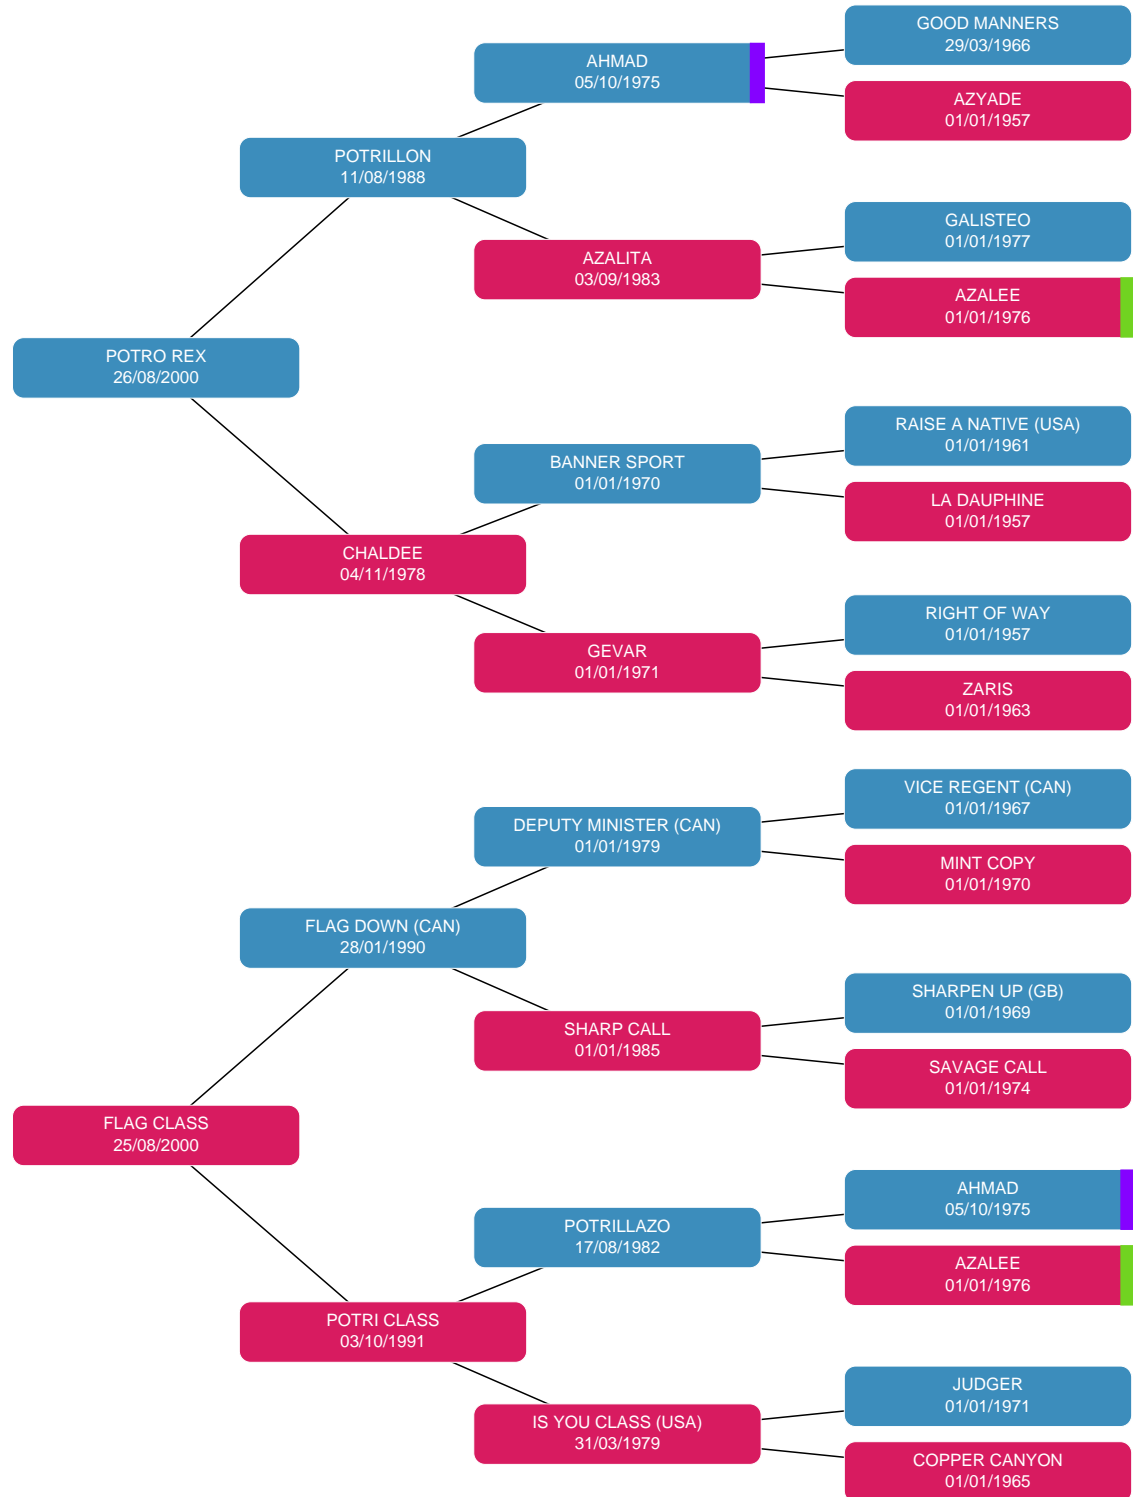 GOOD MANNERS
29/03/1966
AHMAD
05/10/1975
AZYADE
01/01/1957
POTRILLON
11/08/1988
GALISTEO
01/01/1977
AZALITA
03/09/1983
AZALEE
01/01/1976
POTRO REX
26/08/2000
RAISE A NATIVE (USA)
01/01/1961
BANNER SPORT
01/01/1970
LA DAUPHINE
01/01/1957
CHALDEE
04/11/1978
RIGHT OF WAY
01/01/1957
GEVAR
01/01/1971
ZARIS
01/01/1963
VICE REGENT (CAN)
01/01/1967
DEPUTY MINISTER (CAN)
01/01/1979
MINT COPY
01/01/1970
FLAG DOWN (CAN)
28/01/1990
SHARPEN UP (GB)
01/01/1969
SHARP CALL
01/01/1985
SAVAGE CALL
01/01/1974
FLAG CLASS
25/08/2000
AHMAD
05/10/1975
POTRILLAZO
17/08/1982
AZALEE
01/01/1976
POTRI CLASS
03/10/1991
JUDGER
01/01/1971
IS YOU CLASS (USA)
31/03/1979
COPPER CANYON
01/01/1965